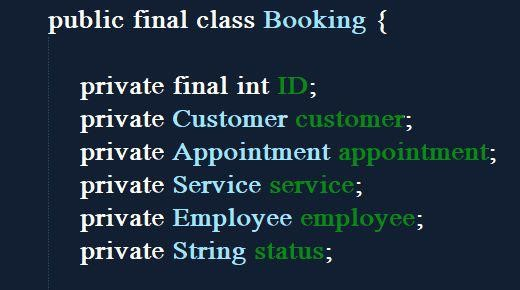 public final class Booking {
private final int ID;
private Customer customer;
private Appointment appointment;
private Service service;
private Employee employee;
private String status;